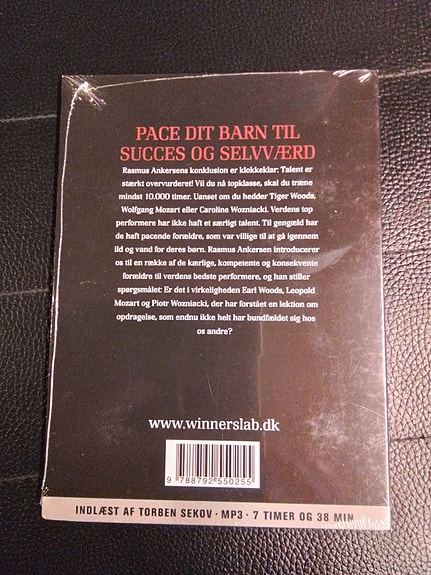 PACE DIT BARN TIL
SUCCES OG SELVVÆRD
Rasmus Ankersens konklusion er klokkeklar: Talent er
stærkt overvurderet! Vil du nå topklasse, skal du træne
mindst 10.000 timer. Uanset om du hedder Tiger Woods,
Wolfgang Mozart eller Caroline Wozniacki. Verdens top
performere har ikke haft et særligt talent. Til gengæld har
de haft pacende forældre, som var villige til at gå igennem
ild og vand for deres børn. Rasmus Ankersen introducerer
os til en række af de kærlige, kompetente og konsekvente
forældre til verdens bedste performere, og han stiller
spørgsmålet: Er det i virkeligheden Earl Woods, Leopold
Mozart og Piotr Wozniacki, der har forstået en lektion om
opdragelse, som endnu ikke helt har bundfældet sig hos
os andre?
www.winnerslab.dk
9 788792 550255
INDLÆST AF TORBEN SEKOV · MP3 · 7 TIMER OG 38 MIN